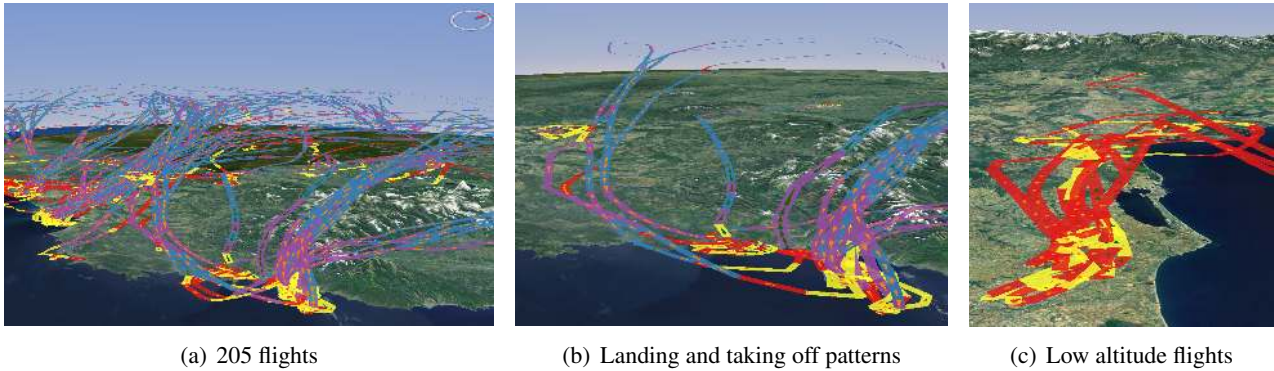 (a) 205 flights
(b) Landing and taking off patterns
(c) Low altitude flights